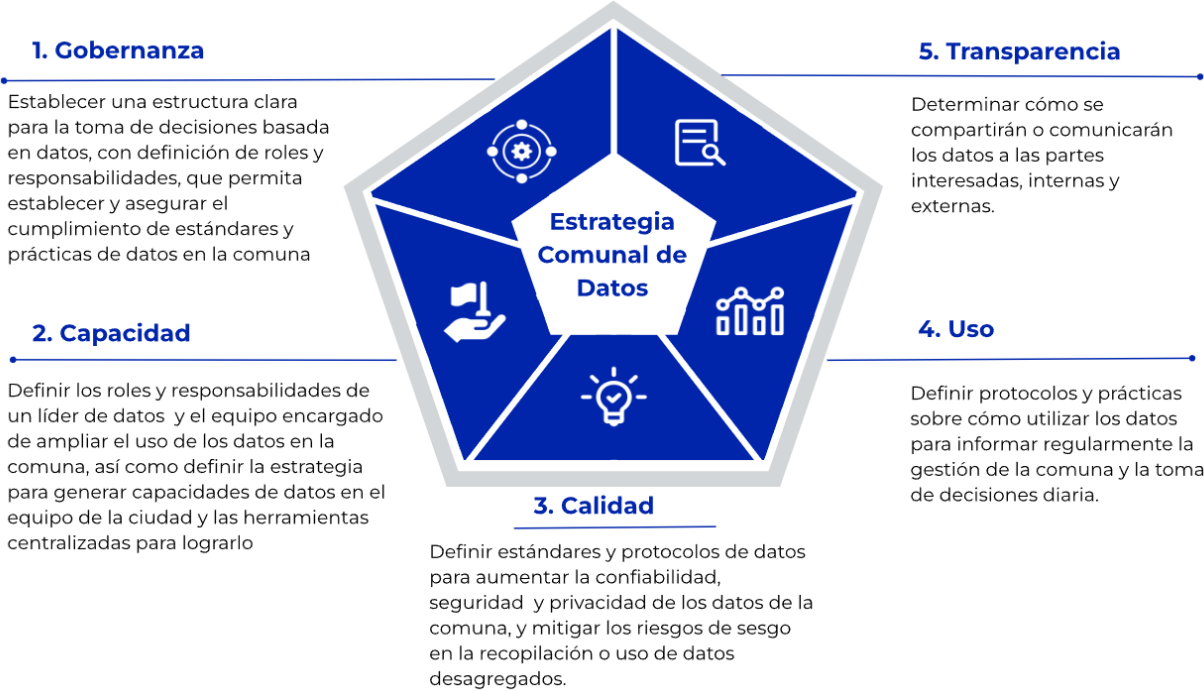 1. Gobernanza
Establecer una estructura clara
para la toma de decisiones basada
en datos, con definición de roles y
responsabilidades, que permita
establecer y asegurar el
cumplimiento de estándares y
prácticas de datos en la comuna
2. Capacidad
Definir los roles y responsabilidades de
un líder de datos y el equipo encargado
de ampliar el uso de los datos en la
comuna, así como definir la estrategia
para generar capacidades de datos en el
equipo de la ciudad y las herramientas
centralizadas para lograrlo
Estrategia
Comunal de
Datos
3. Calidad
Definir estándares y protocolos de datos
para aumentar la confiabilidad,
seguridad y privacidad de los datos de la
comuna, y mitigar los riesgos de sesgo
en la recopilación o uso de datos
desagregados.
4. Uso
Definir protocolos y prácticas
sobre cómo utilizar los datos
para informar regularmente la
gestión de la comuna y la toma
de decisiones diaria.
5. Transparencia
Determinar cómo se
compartirán o comunicarán
los datos a las partes
interesadas, internas y
externas.